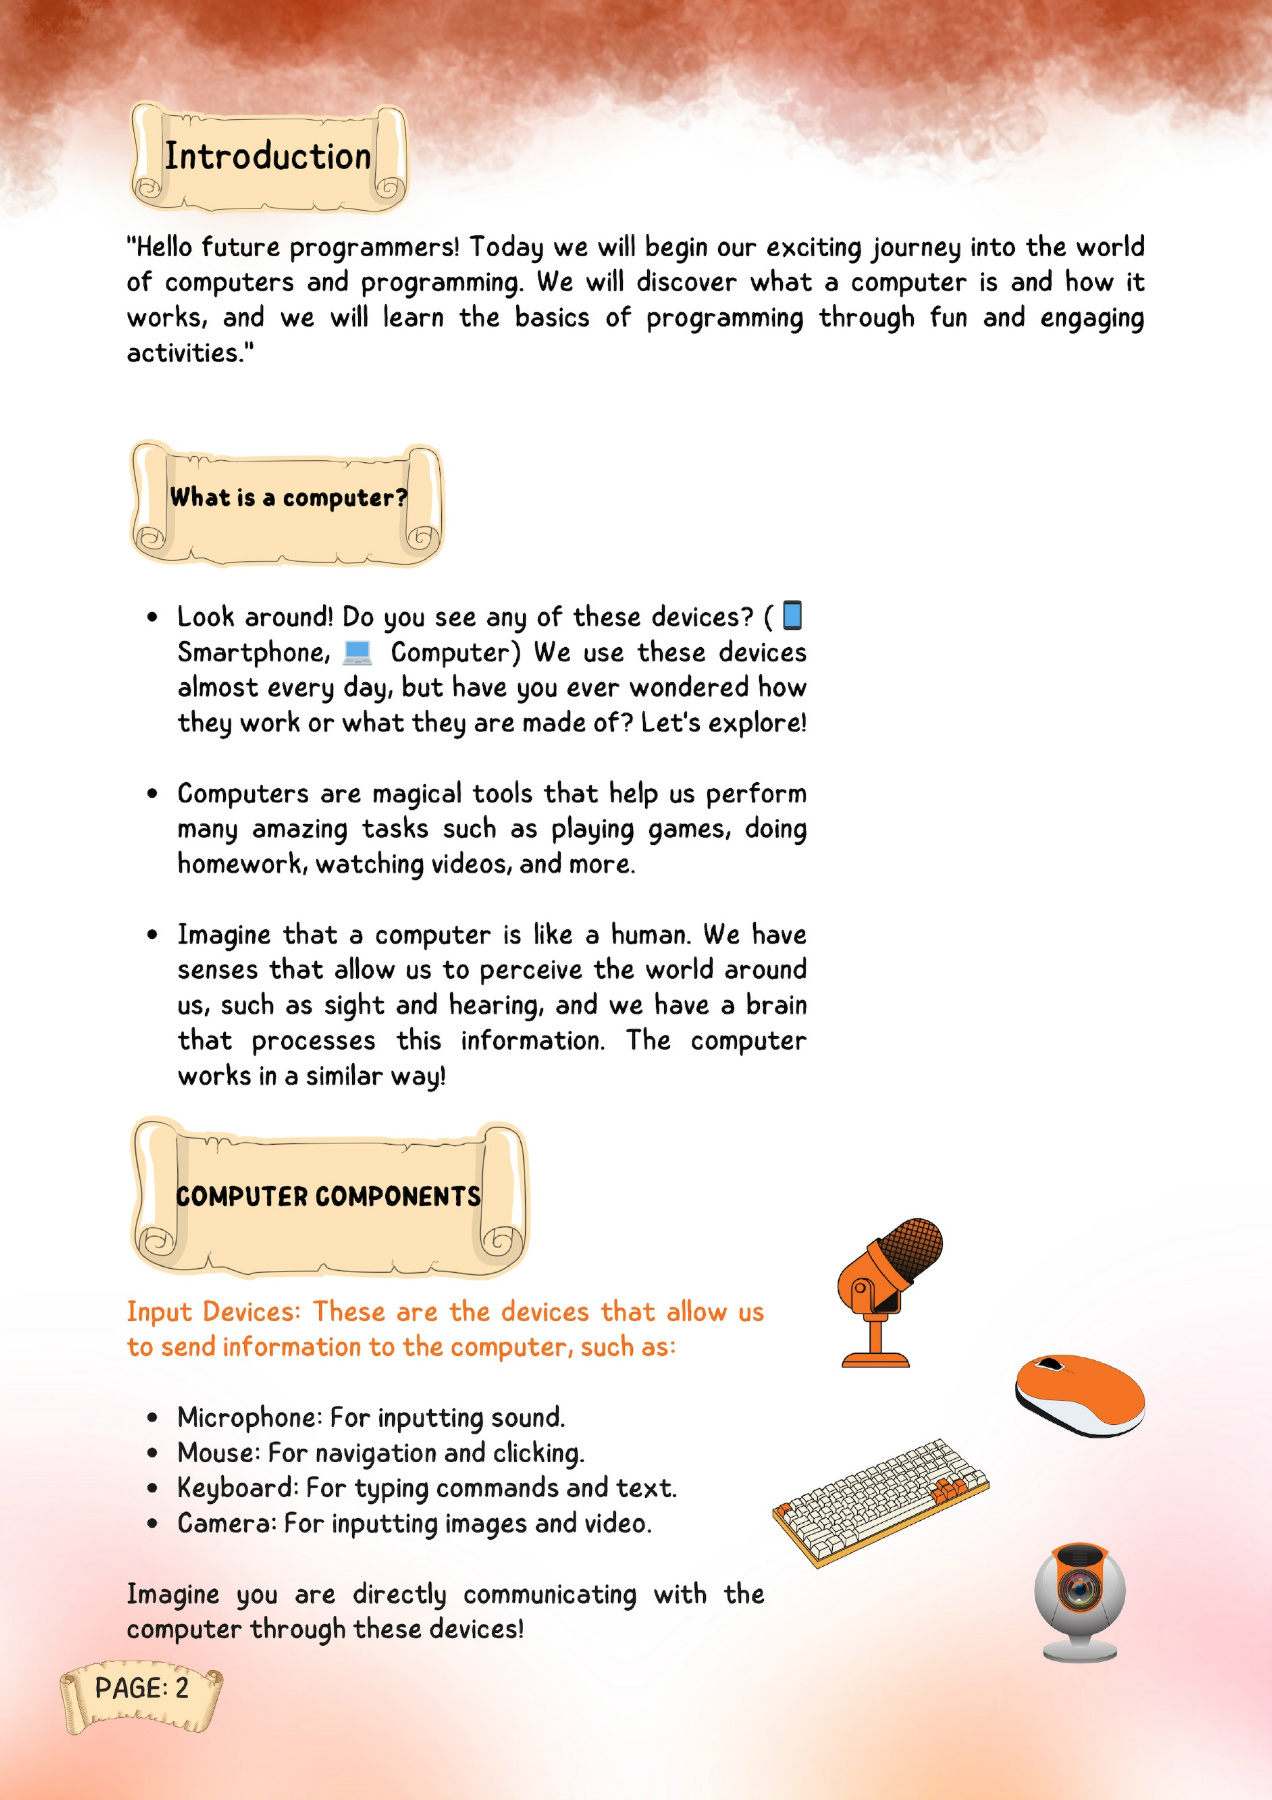 Introduction
"Hello future programmers! Today we will begin our exciting journey into the world
of computers and programming. We will discover what a computer is and how it
works, and we will learn the basics of programming through fun and engaging
activities."
What is a computer?
• Look around! Do you see any of these devices? (📱
Smartphone, 💻 Computer) We use these devices
almost every day, but have you ever wondered how
they work or what they are made of? Let's explore!
• Computers are magical tools that help us perform
many amazing tasks such as playing games, doing
homework, watching videos, and more.
• Imagine that a computer is like a human. We have
senses that allow us to perceive the world around
us, such as sight and hearing, and we have a brain
that processes this information. The computer
works in a similar way!
COMPUTER COMPONENTS
Input Devices: These are the devices that allow us
to send information to the computer, such as:
• Microphone: For inputting sound.
• Mouse: For navigation and clicking.
• Keyboard: For typing commands and text.
• Camera: For inputting images and video.
Imagine you are directly communicating with the
computer through these devices!
PAGE: 2